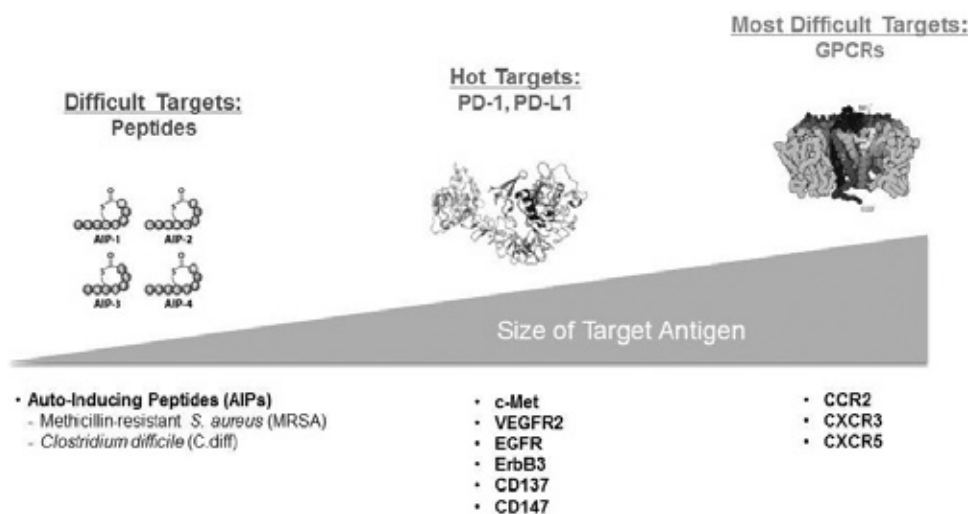 Difficult Targets:
Peptides
AIP-1
AIP-2
AIP-3
AIP-4
Hot Targets:
PD-1, PD-L1
Most Difficult Targets:
GPCRs
Size of Target Antigen
• Auto-Inducing Peptides (AIPs)
- Methicillin-resistant S. aureus (MRSA)
- Clostridium difficile (C.diff)
• c-Met
• VEGFR2
• EGFR
• ErbB3
• CD137
• CD147
• CCR2
• CXCR3
• CXCR5